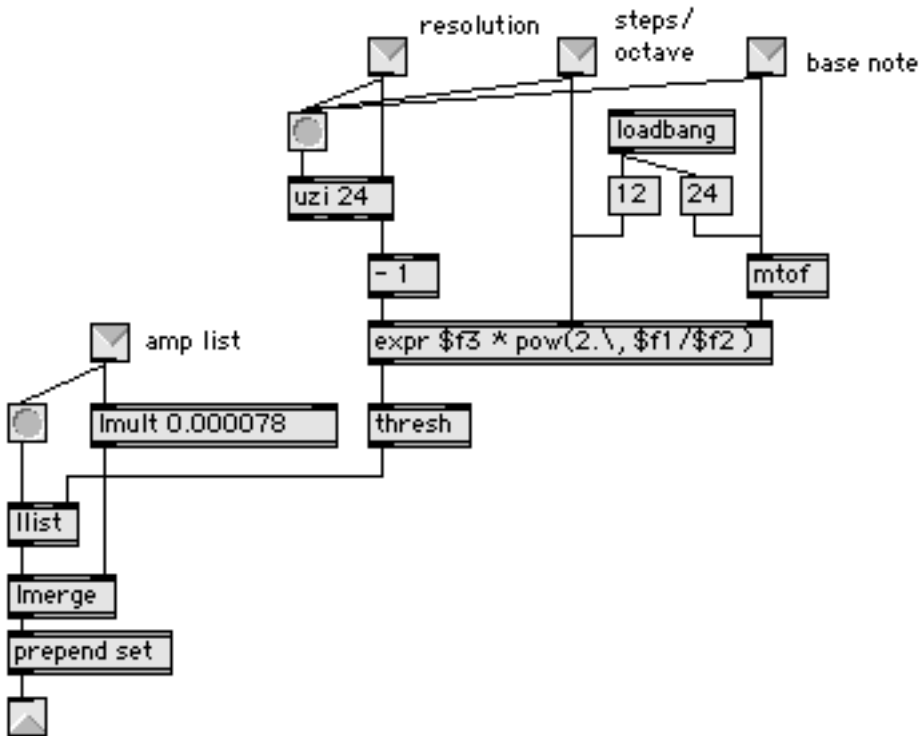 resolution
steps/
octave
base note
loadbang
uzi 24
12
24
- 1
mtof
amp list
expr $f3 * pow(2.\, $f1/$f2 )
lmult 0.000078
thresh
llist
lmerge
prepend set